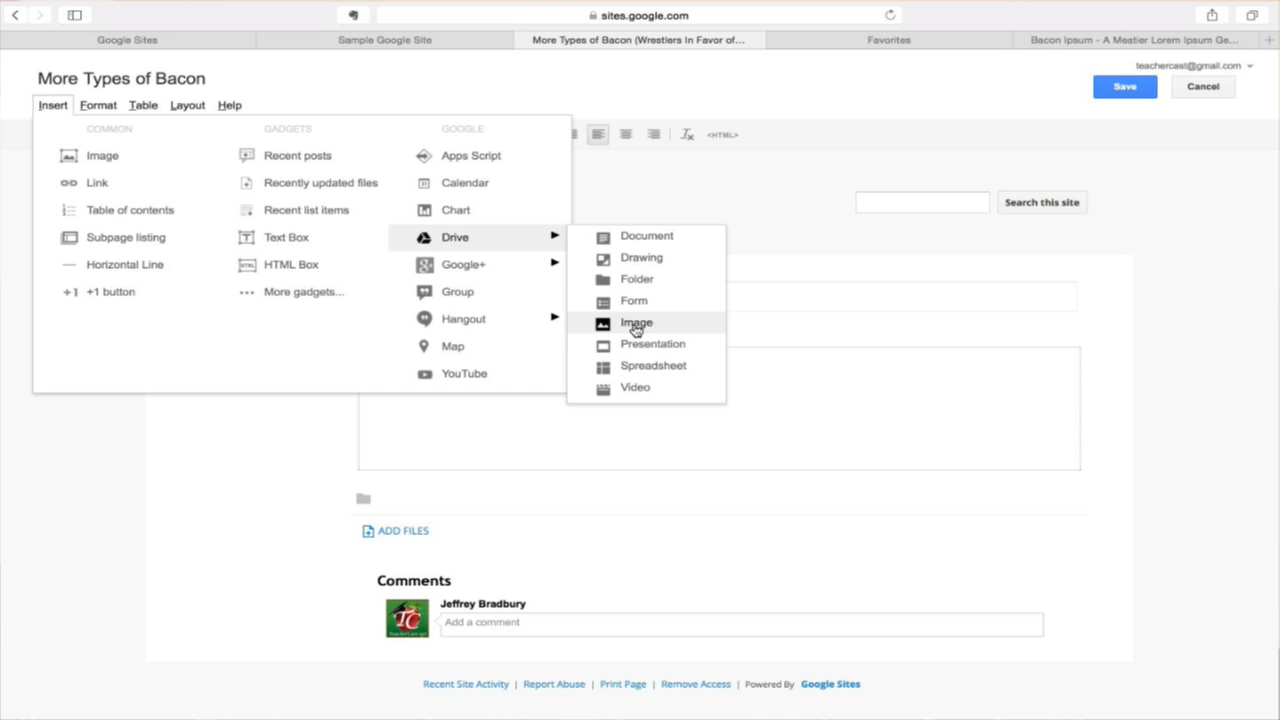 sites.google.com
Google Sites
Sample Google Site
More Types of Bacon (Wrestlers In Favor of...
Favorites
Bacon Ipsum - A Meatier Lorem Ipsum Ge...
teachercast@gmail.com
More Types of Bacon
Save
Cancel
Insert Format Table Layout Help
<HTML>
COMMON
Image
Link
Table of contents
Subpage listing
Horizontal Line
+1 +1 button
GADGETS
Recent posts
Recently updated files
Recent list items
Text Box
HTML Box
More gadgets...
GOOGLE
Apps Script
Calendar
Chart
Drive
Google+
Group
Hangout
Map
YouTube
Document
Drawing
Folder
Form
Image
Presentation
Spreadsheet
Video
Search this site
ADD FILES
Comments
Jeffrey Bradbury
Add a comment
Recent Site Activity | Report Abuse | Print Page | Remove Access | Powered By Google Sites